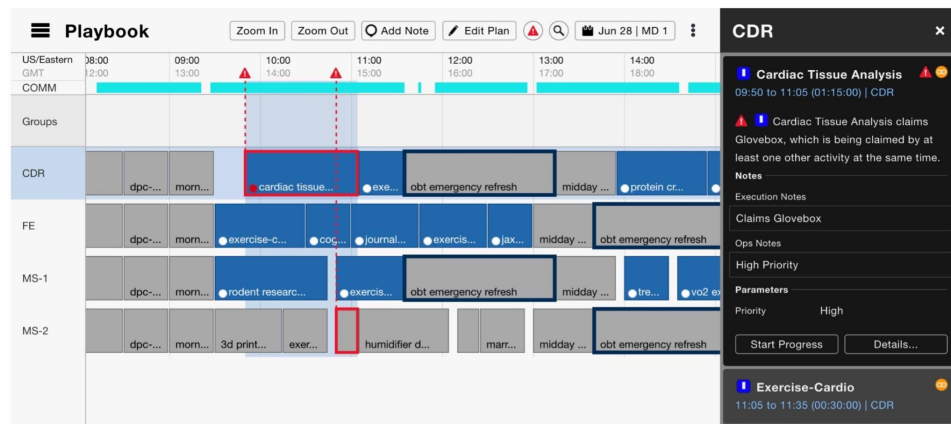 Playbook
Zoom In
Zoom Out
Add Note
Edit Plan
Jun 28 | MD 1
US/Eastern 08:00 09:00 10:00 11:00 12:00 13:00 14:00
GMT 12:00 13:00 14:00 15:00 16:00 17:00 18:00
COMM
Groups
CDR
dpc-... morn... cardiac tissue... exe... obt emergency refresh midday ... protein cr...
FE
dpc-... morn... exercise-c... cog... journal... exercis... jax... midday ... obt emergency refresh
MS-1
dpc-... morn... rodent researc... exercis... obt emergency refresh midday ... tre... vo2 ex
MS-2
dpc-... morn... 3d print... exer... humidifier d... marr... midday ... obt emergency refresh
CDR
×
I Cardiac Tissue Analysis
09:50 to 11:05 (01:15:00) | CDR
I Cardiac Tissue Analysis claims
Glovebox, which is being claimed by at
least one other activity at the same time.
Notes
Execution Notes
Claims Glovebox
Ops Notes
High Priority
Parameters
Priority High
Start Progress
Details...
I Exercise-Cardio
11:05 to 11:35 (00:30:00) | CDR